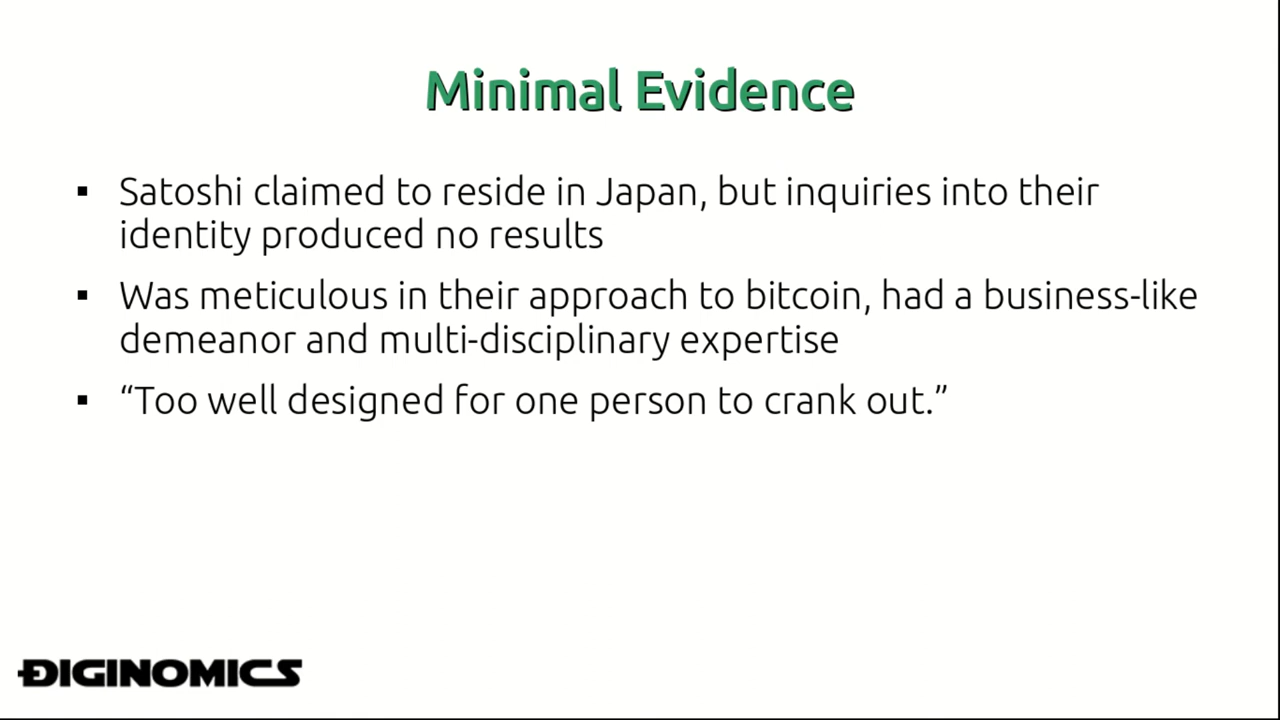 Minimal Evidence
▪ Satoshi claimed to reside in Japan, but inquiries into their
identity produced no results
▪ Was meticulous in their approach to bitcoin, had a business-like
demeanor and multi-disciplinary expertise
▪ “Too well designed for one person to crank out.”
DIGINOMICS